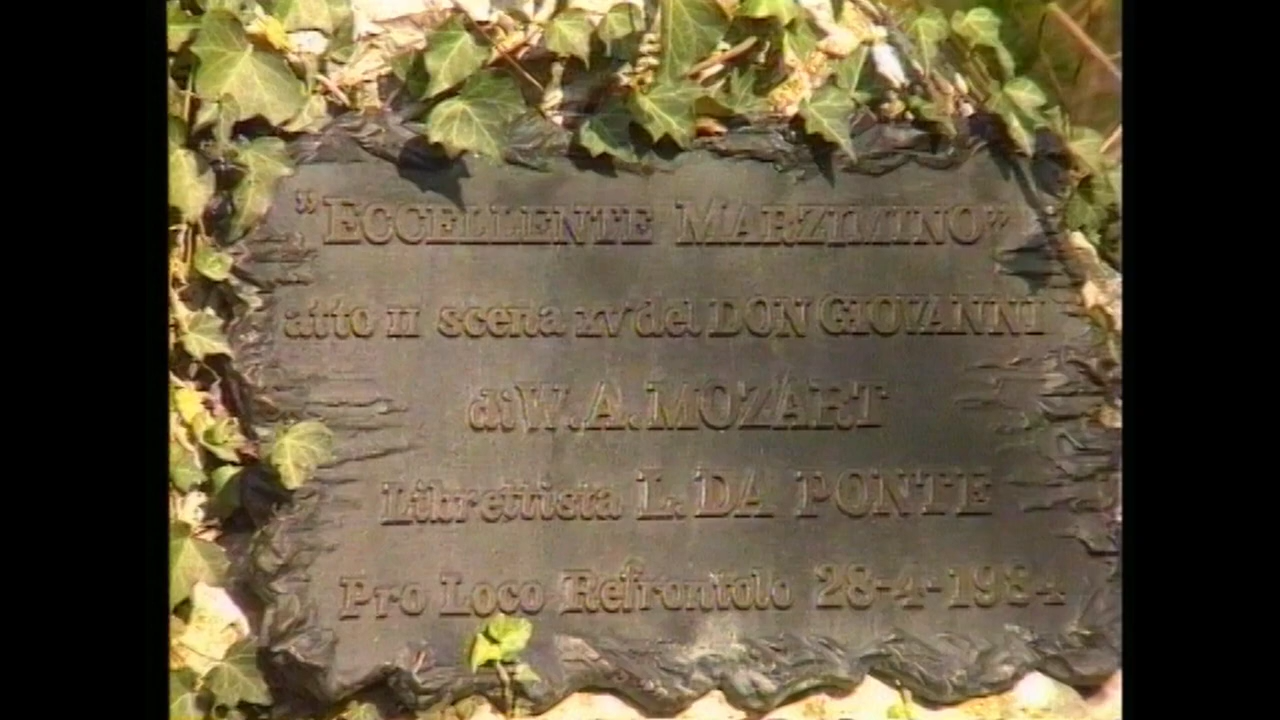 "ECCELLENTE MARZIMINO"
atto II scena XV del DON GIOVANNI
di W. A. MOZART
Librettista L. DA PONTE
Pro Loco Refrontolo 28-4-1984